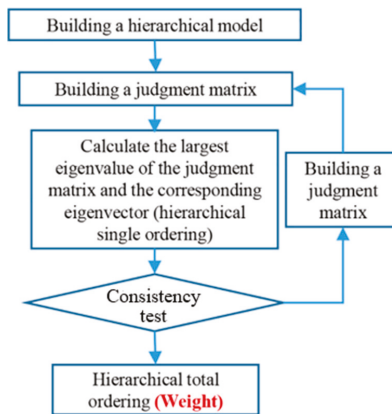 Building a hierarchical model
Building a judgment matrix
Calculate the largest
eigenvalue of the judgment
matrix and the corresponding
eigenvector (hierarchical
single ordering)
Building a
judgment
matrix
Consistency
test
Hierarchical total
ordering (Weight)